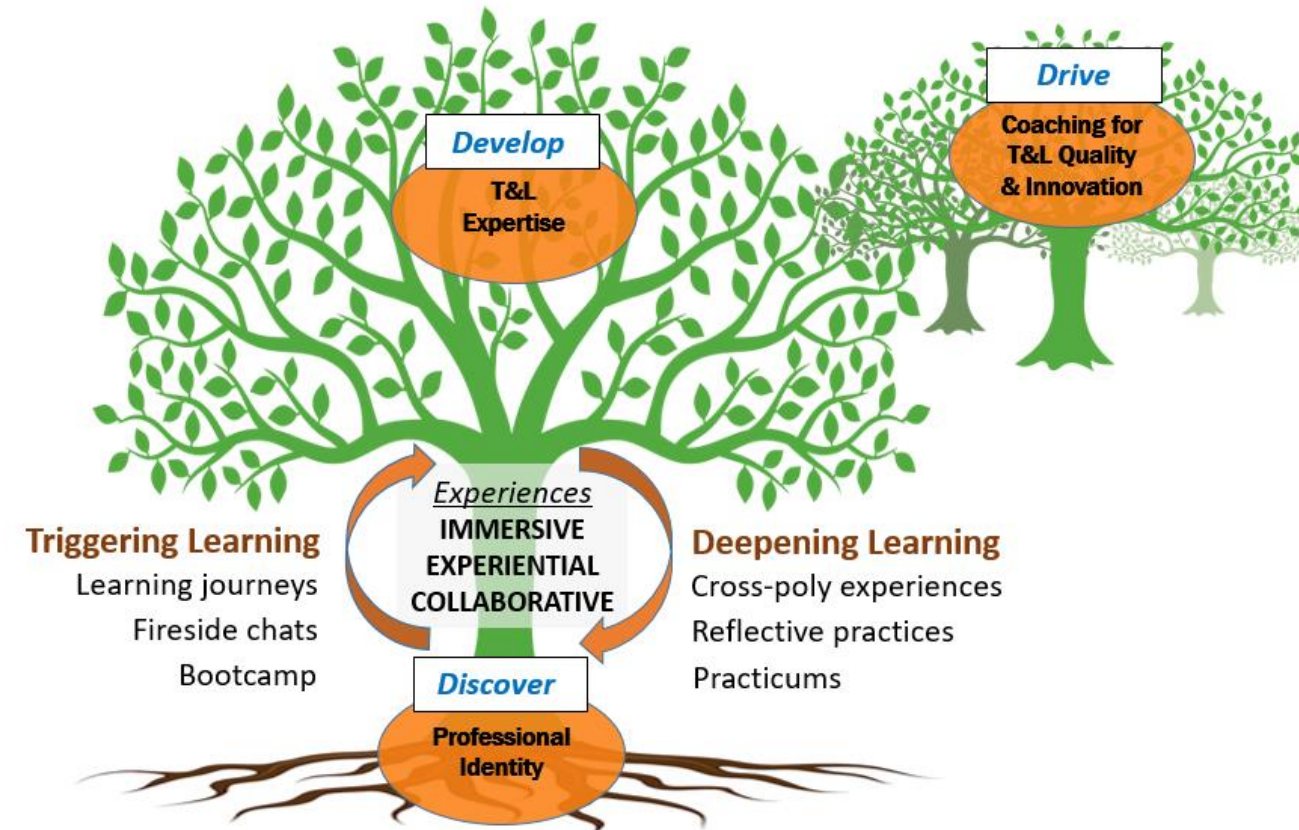 Drive
Coaching for
T&L Quality
& Innovation
Develop
T&L
Expertise
Experiences
IMMERSIVE
EXPERIENTIAL
COLLABORATIVE
Triggering Learning
Learning journeys
Fireside chats
Bootcamp
Deepening Learning
Cross-poly experiences
Reflective practices
Practicums
Discover
Professional
Identity